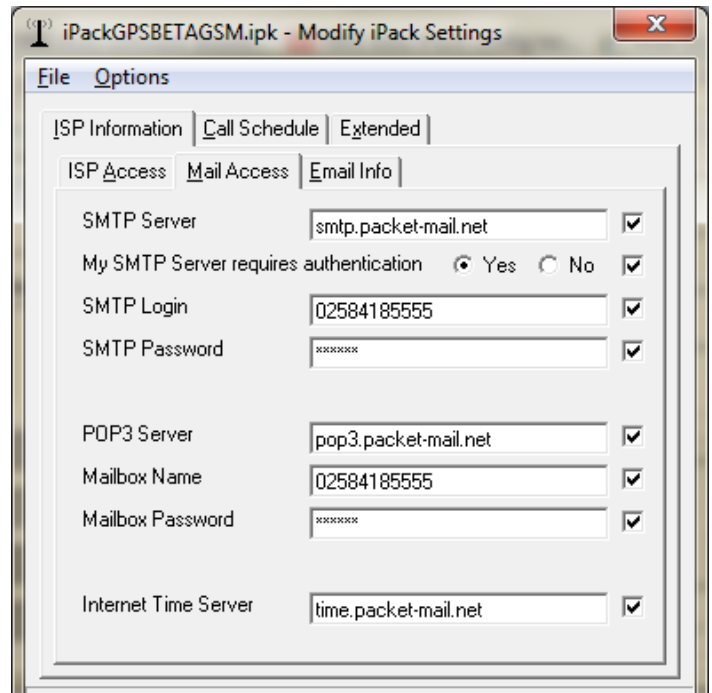 iPackGPSBETAGSM.ipk - Modify iPack Settings
File Options
ISP Information Call Schedule Extended
ISP Access Mail Access Email Info
SMTP Server smtp.packet-mail.net
My SMTP Server requires authentication Yes No
SMTP Login 02584185555
SMTP Password ******
POP3 Server pop3.packet-mail.net
Mailbox Name 02584185555
Mailbox Password ******
Internet Time Server time.packet-mail.net